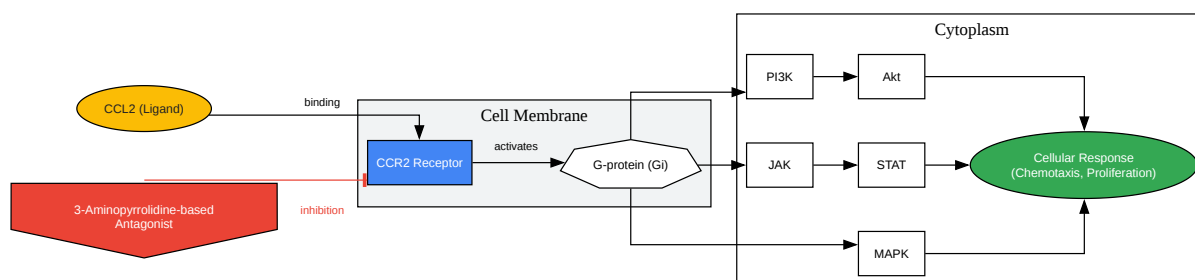 Cytoplasm
PI3K
Akt
CCL2 (Ligand)
binding
Cell Membrane
CCR2 Receptor
activates
G-protein (Gi)
JAK
STAT
Cellular Response
(Chemotaxis, Proliferation)
3-Aminopyrrolidine-based
Antagonist
inhibition
MAPK